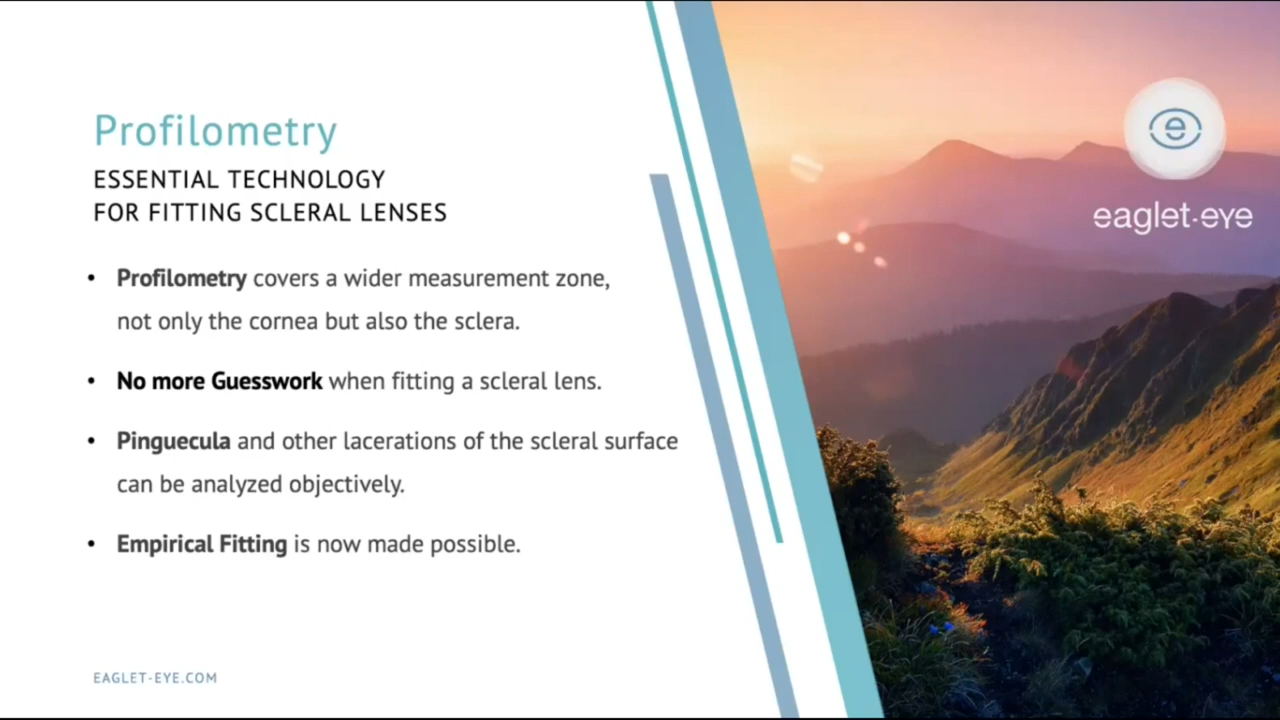 Profilometry
ESSENTIAL TECHNOLOGY
FOR FITTING SCLERAL LENSES
• Profilometry covers a wider measurement zone,
not only the cornea but also the sclera.
• No more Guesswork when fitting a scleral lens.
• Pinguecula and other lacerations of the scleral surface
can be analyzed objectively.
• Empirical Fitting is now made possible.
EAGLET-EYE.COM
e
eaglet-eye